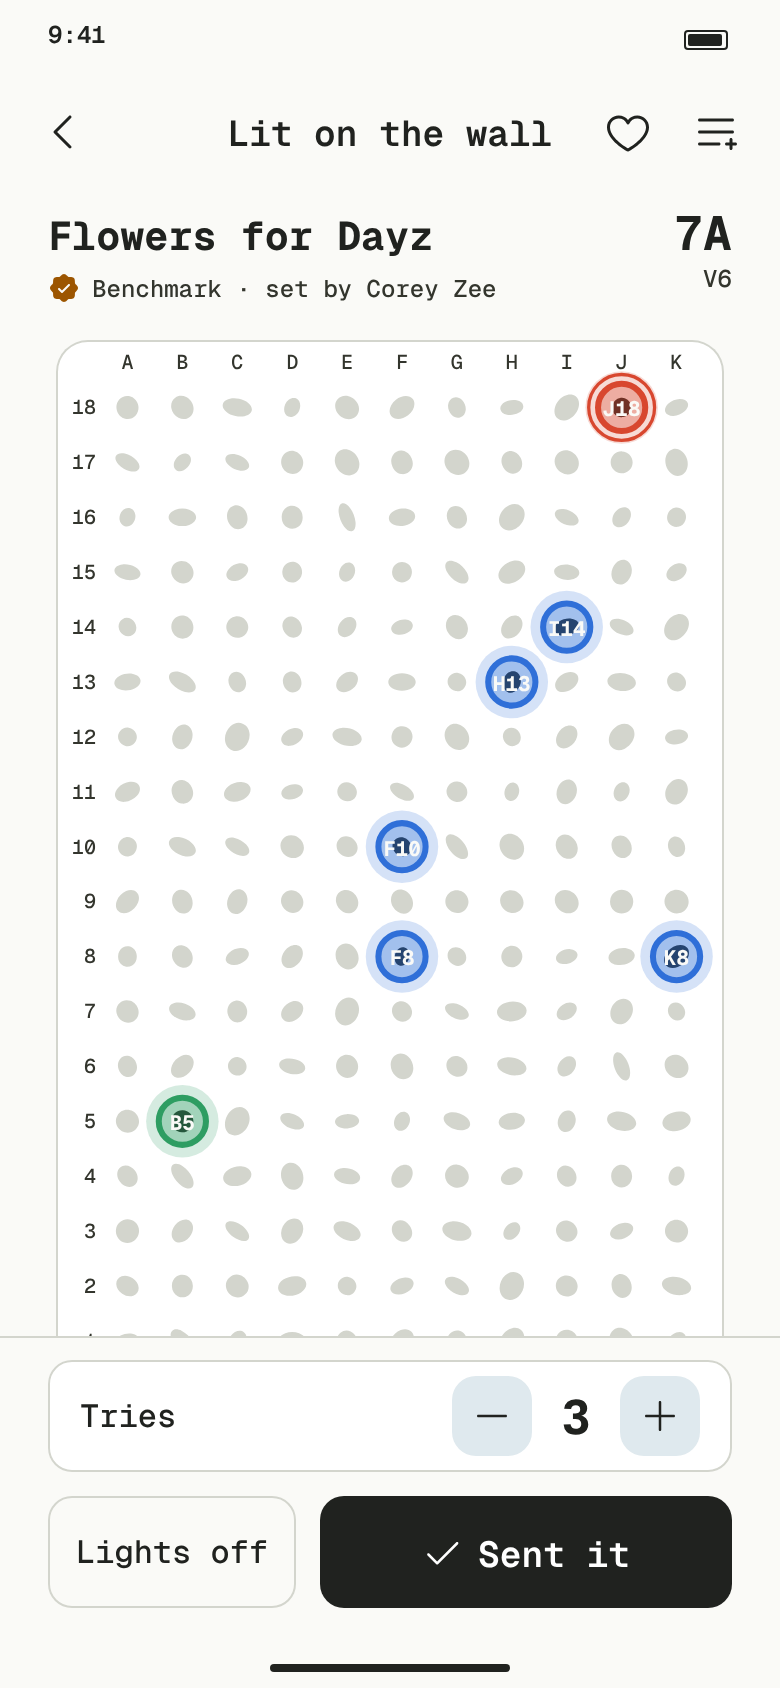 9:41
Lit on the wall
Flowers for Dayz
7A
Benchmark · set by Corey Zee
V6
A B C D E F G H I J K
18 J18
17
16
15
14 I14
13 H13
12
11
10 F10
9
8 F8 K8
7
6
5 B5
4
3
2
Tries
3
Lights off
Sent it